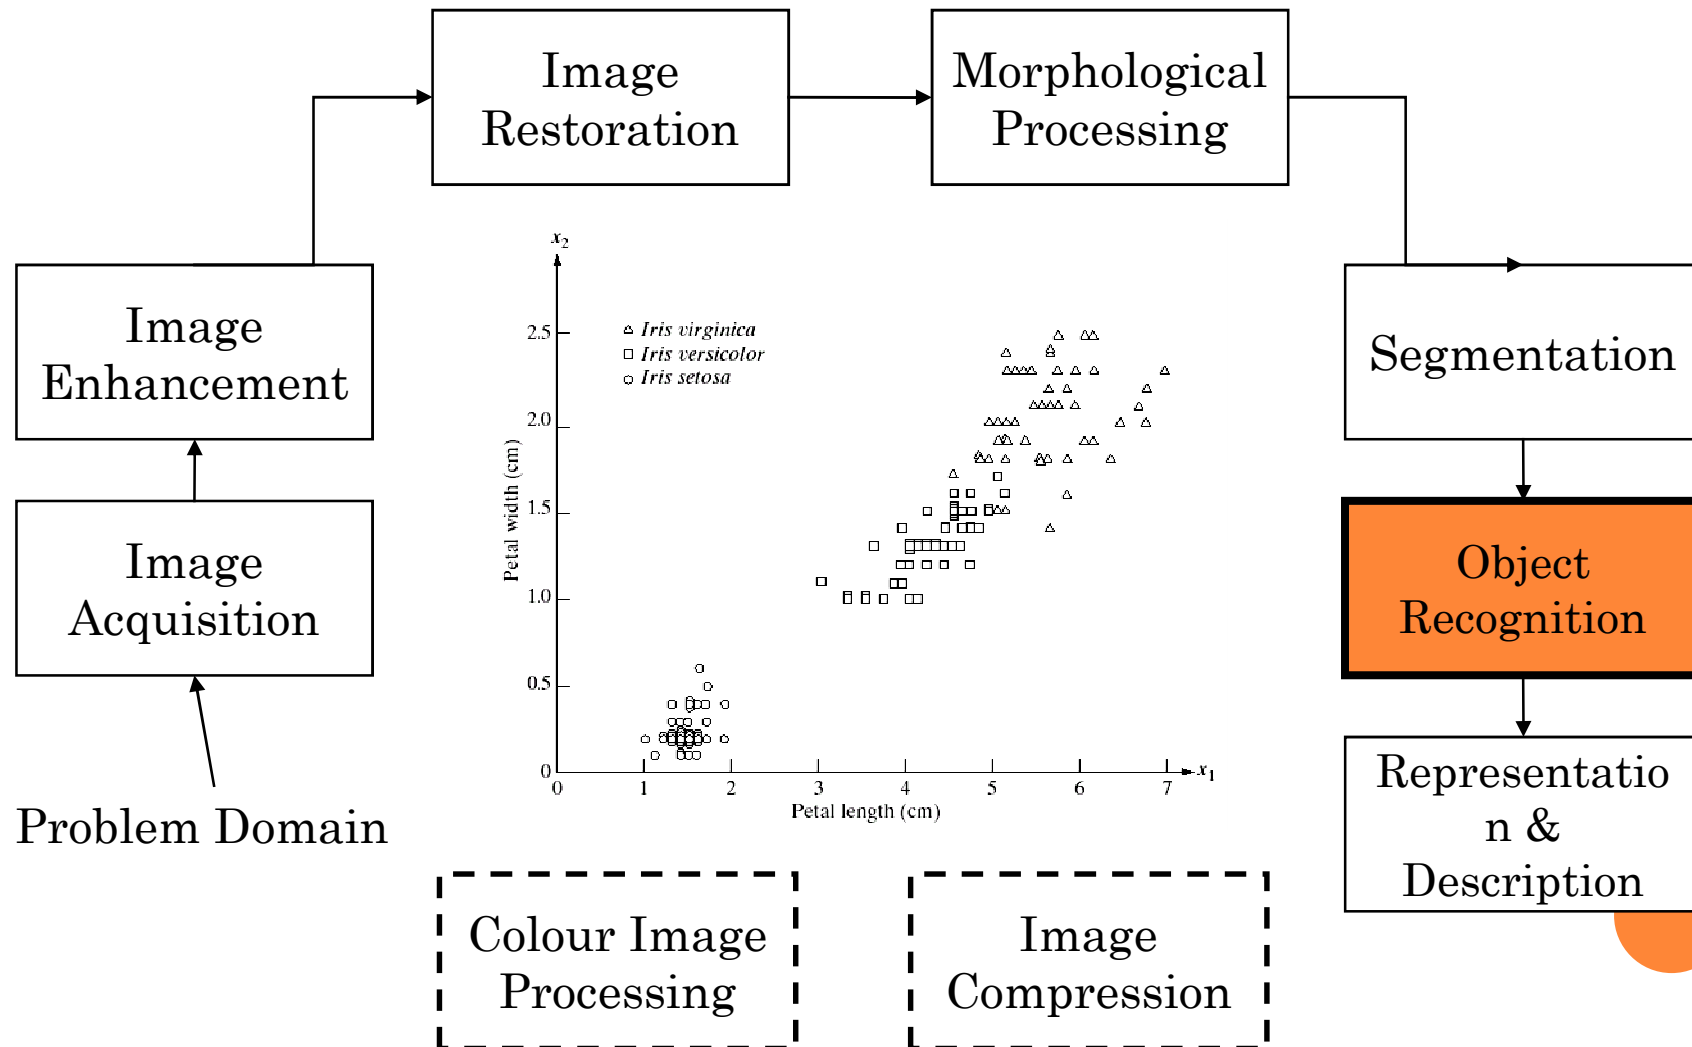 Image
Restoration
Morphological
Processing
Image
Enhancement
Segmentation
Image
Acquisition
Object
Recognition
Problem Domain
Representatio
n &
Description
x2
2.5
2.0
1.5
1.0
0.5
0
Petal width (cm)
Iris virginica
Iris versicolor
Iris setosa
0 1 2 3 4 5 6 7
x1
Petal length (cm)
Colour Image
Processing
Image
Compression